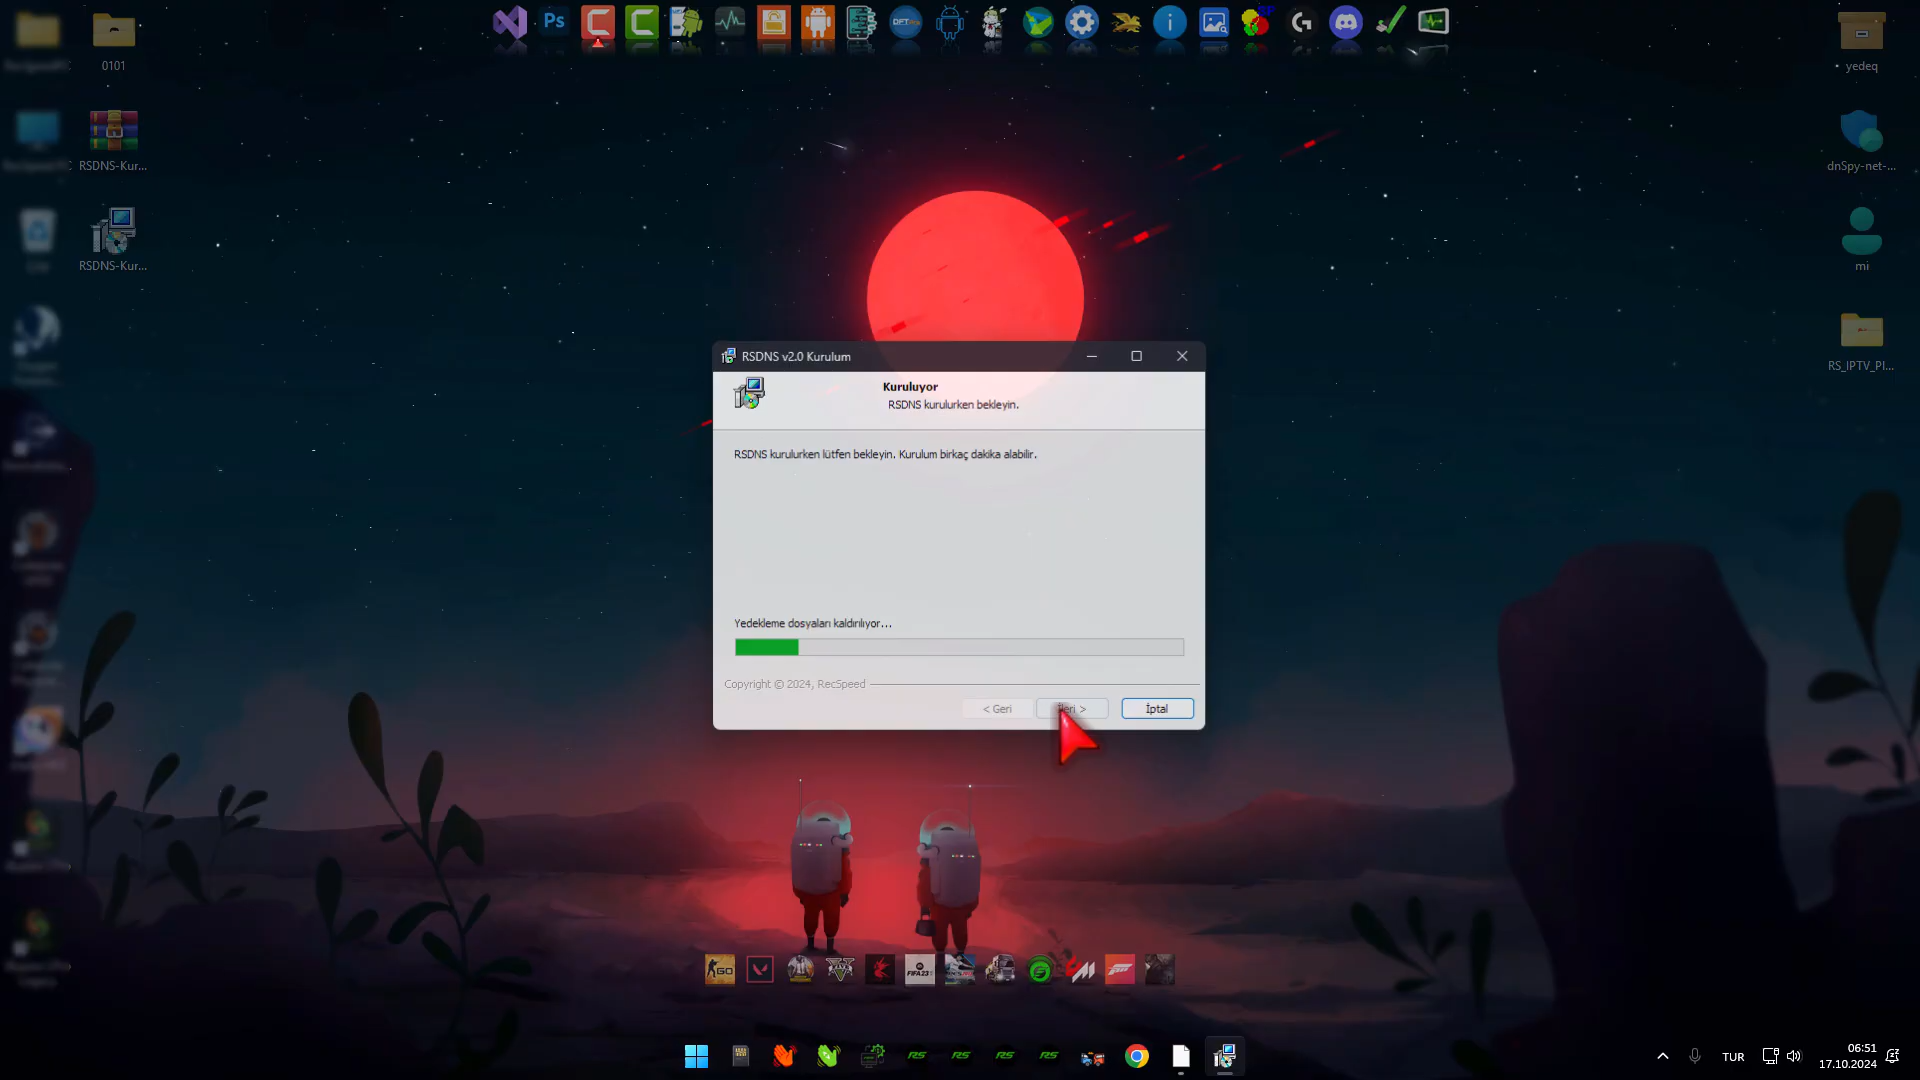 0101
RSDNS-Kur...
RSDNS-Kur...
yedeq
dnSpy-net-...
mi
RS_IPTV_Pl...
RSDNS v2.0 Kurulum
Kuruluyor
RSDNS kurulurken bekleyin.
RSDNS kurulurken lütfen bekleyin. Kurulum birkaç dakika alabilir.
Yedekleme dosyaları kaldırılıyor...
Copyright © 2024, RecSpeed
< Geri
İleri >
İptal
TUR
06:51
17.10.2024